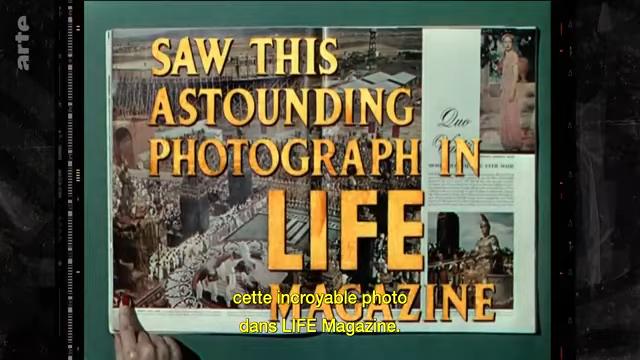 arte
SAW THIS
ASTOUNDING
PHOTOGRAPH IN
LIFE
MAGAZINE
Quo
cette incroyable photo
dans LIFE Magazine.